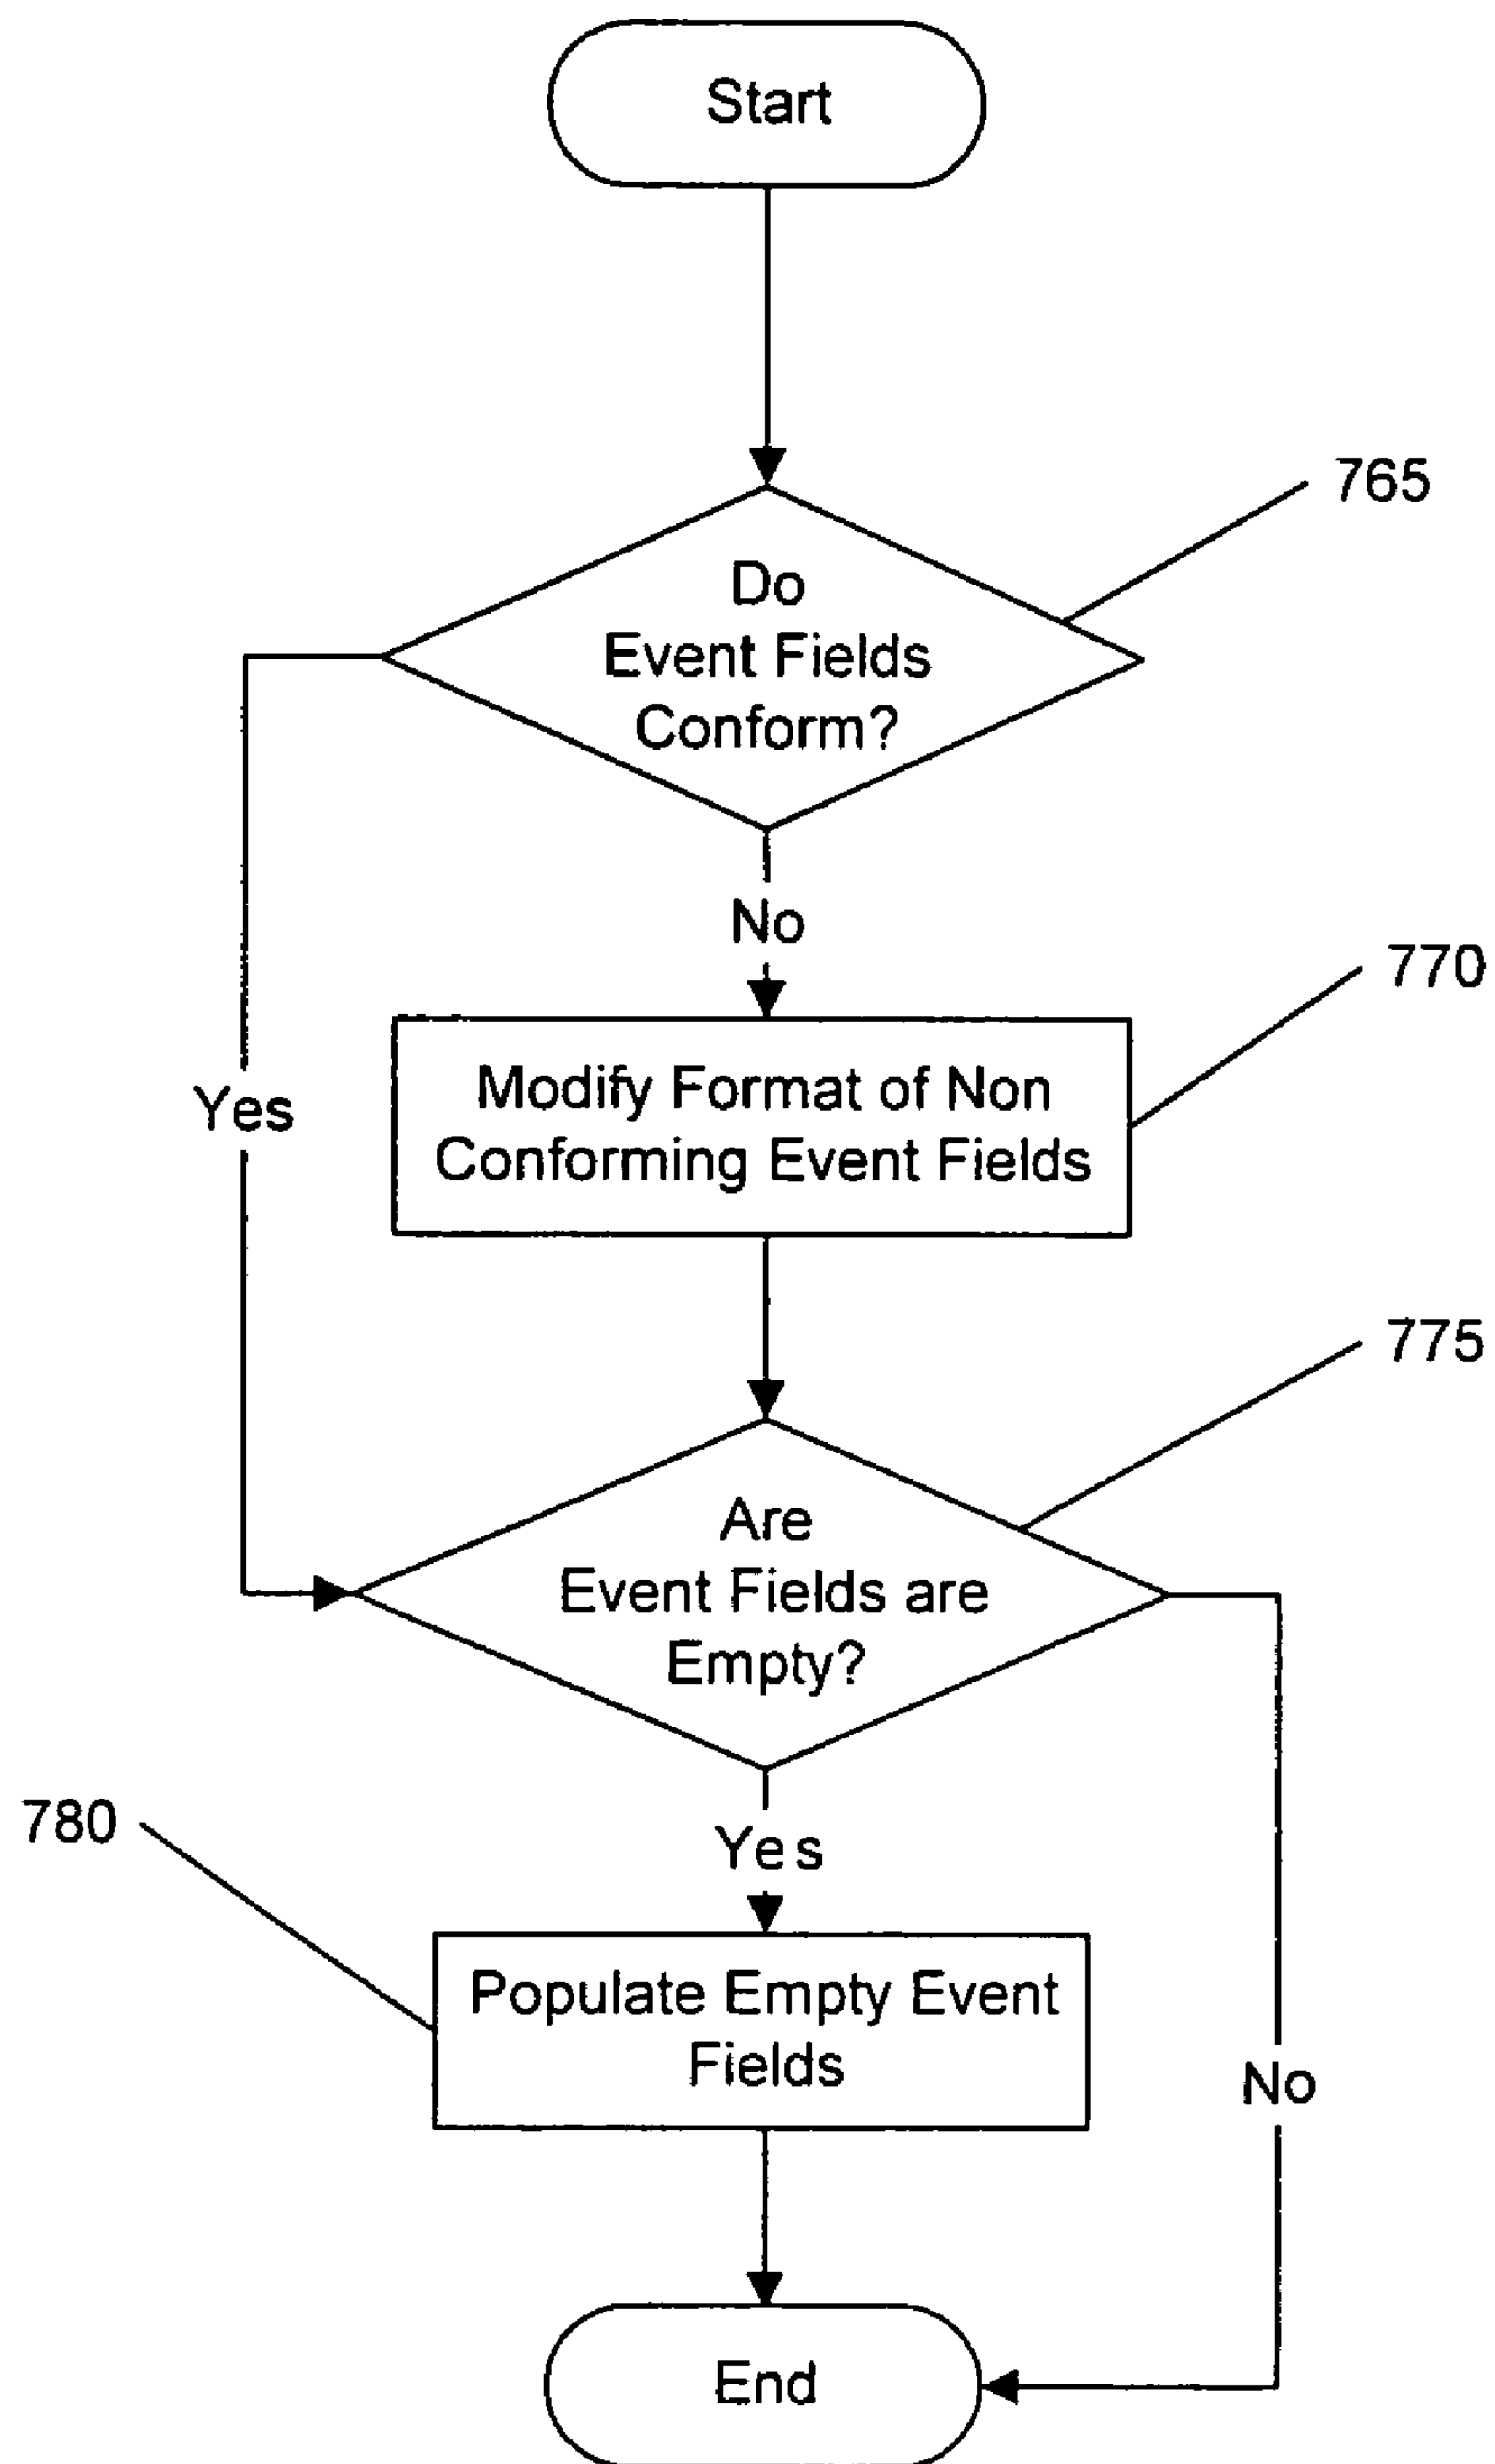 Start
765
Do
Event Fields
Conform?
No
770
Yes
Modify Format of Non
Conforming Event Fields
775
Are
Event Fields are
Empty?
780
Yes
Populate Empty Event
Fields
No
End